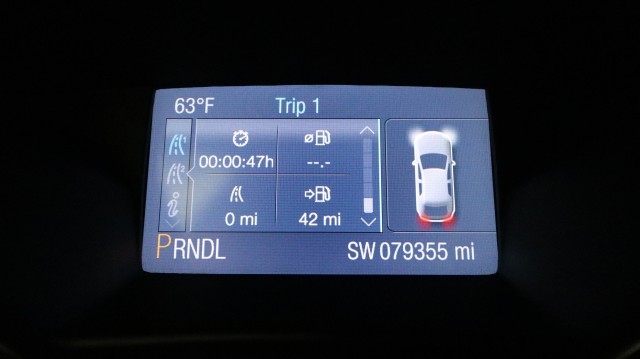 63°F Trip 1
00:00:47h --.-
0 mi 42 mi
PRNDL SW 079355 mi